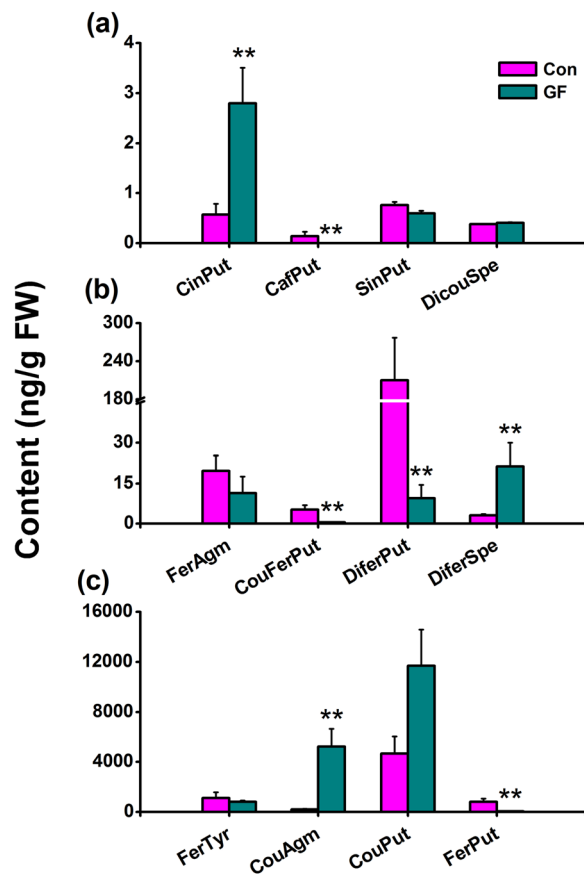 (a)
Con
GF
4
3
2
1
0
**
**
CinPut
CafPut
SinPut
DicouSpe
Content (ng/g FW)
(b)
300
240
180
30
15
0
**
**
**
FerAgm
CouFerPut
DiferPut
DiferSpe
(c)
16000
12000
8000
4000
0
**
**
FerTyr
CouAgm
CouPut
FerPut